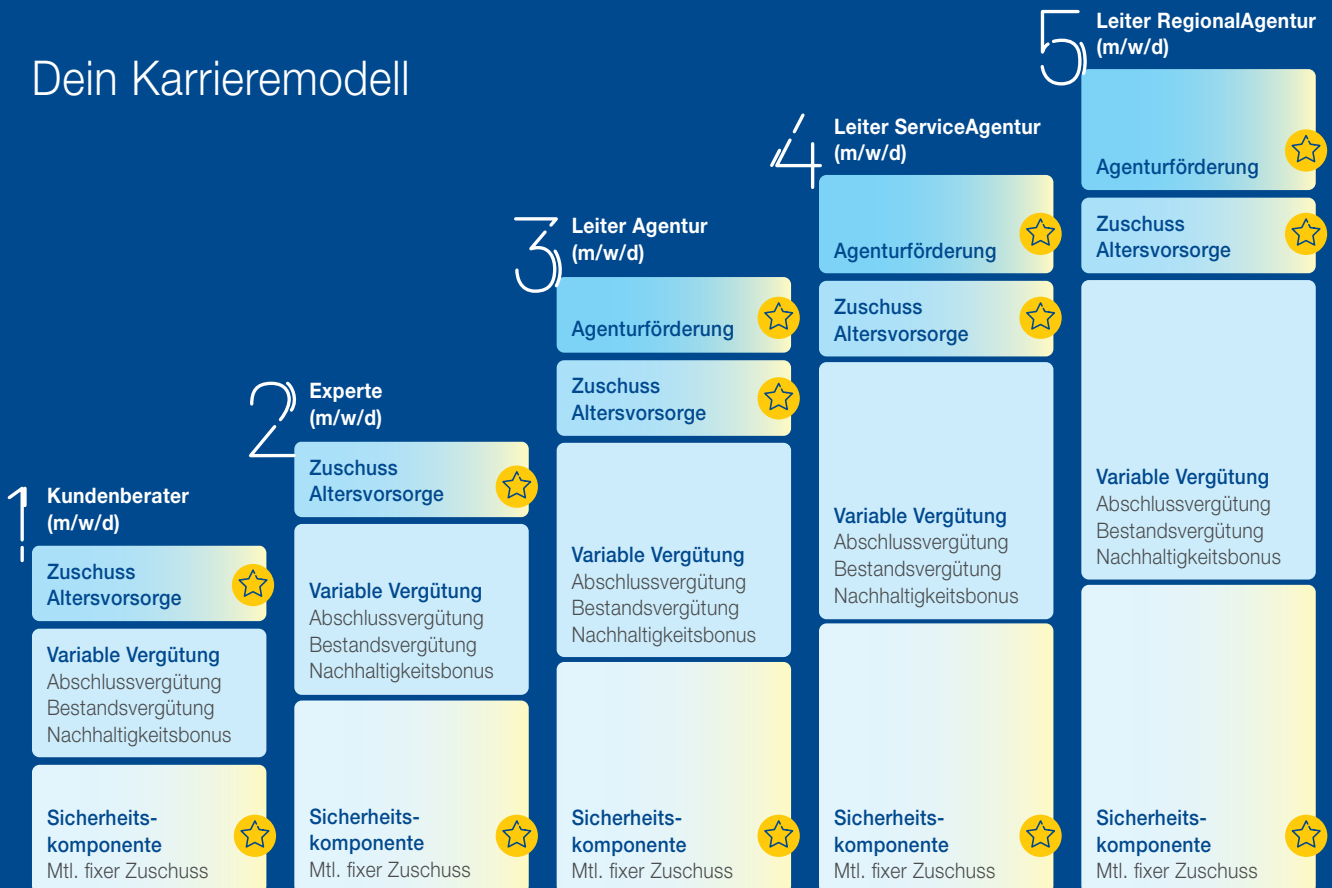 Dein Karrieremodell
1
Kundenberater
(m/w/d)
Zuschuss
Altersvorsorge
Variable Vergütung
Abschlussvergütung
Bestandsvergütung
Nachhaltigkeitsbonus
Sicherheits-
komponente
Mtl. fixer Zuschuss
2
Experte
(m/w/d)
Zuschuss
Altersvorsorge
Variable Vergütung
Abschlussvergütung
Bestandsvergütung
Nachhaltigkeitsbonus
Sicherheits-
komponente
Mtl. fixer Zuschuss
3
Leiter Agentur
(m/w/d)
Agenturförderung
Zuschuss
Altersvorsorge
Variable Vergütung
Abschlussvergütung
Bestandsvergütung
Nachhaltigkeitsbonus
Sicherheits-
komponente
Mtl. fixer Zuschuss
4
Leiter ServiceAgentur
(m/w/d)
Agenturförderung
Zuschuss
Altersvorsorge
Variable Vergütung
Abschlussvergütung
Bestandsvergütung
Nachhaltigkeitsbonus
Sicherheits-
komponente
Mtl. fixer Zuschuss
5
Leiter RegionalAgentur
(m/w/d)
Agenturförderung
Zuschuss
Altersvorsorge
Variable Vergütung
Abschlussvergütung
Bestandsvergütung
Nachhaltigkeitsbonus
Sicherheits-
komponente
Mtl. fixer Zuschuss